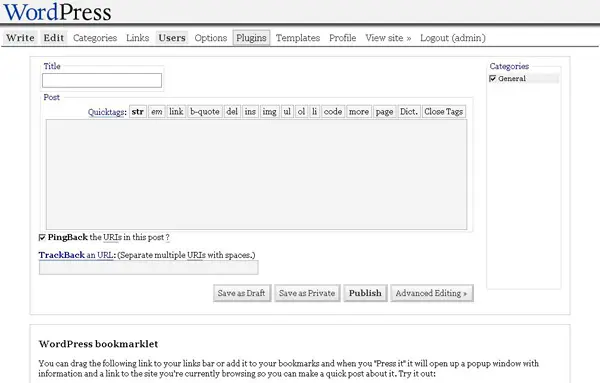 WordPress
Write Edit Categories Links Users Options Plugins Templates Profile View site » Logout (admin)
Title
Categories
General
Post
Quicktags: str em link b-quote del ins img ul ol li code more page Dict. Close Tags
PingBack the URIs in this post ?
TrackBack an URL: (Separate multiple URIs with spaces.)
Save as Draft Save as Private Publish Advanced Editing »
WordPress bookmarklet
You can drag the following link to your links bar or add it to your bookmarks and when you "Press it" it will open up a popup window with
information and a link to the site you're currently browsing so you can make a quick post about it. Try it out: